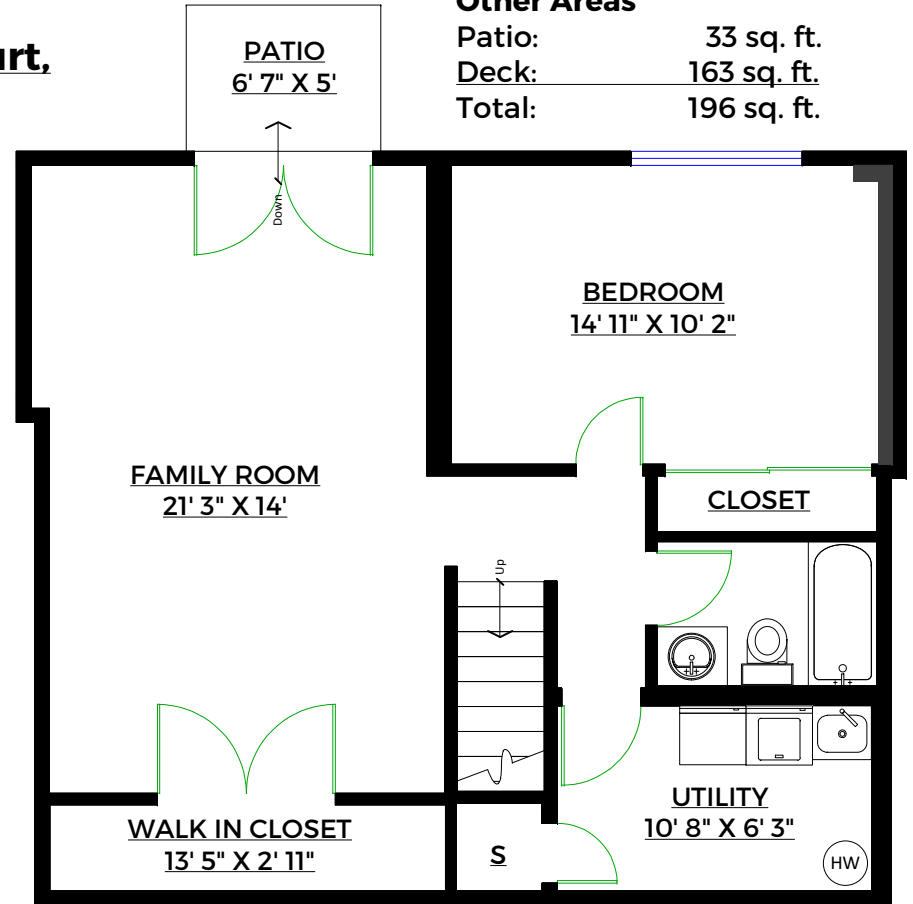 Other Areas
urt,
Patio: 33 sq. ft.
Deck: 163 sq. ft.
Total: 196 sq. ft.
PATIO
6' 7" X 5'
Down
BEDROOM
14' 11" X 10' 2"
FAMILY ROOM
21' 3" X 14'
CLOSET
Up
UTILITY
10' 8" X 6' 3"
WALK IN CLOSET
13' 5" X 2' 11"
S
HW